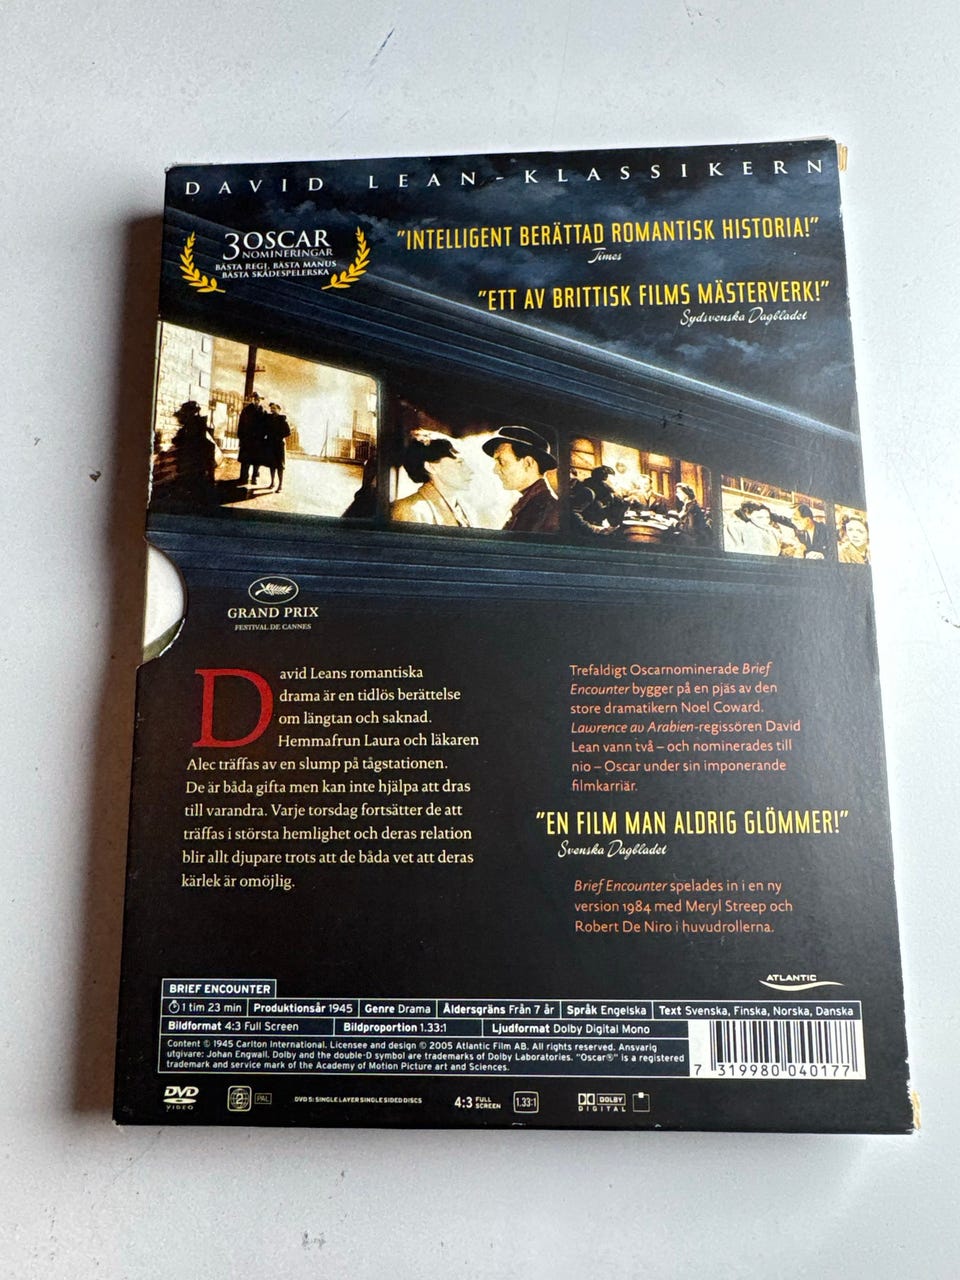 DAVID LEAN-KLASSIKERN
3 OSCAR
NOMINERINGAR
BÄSTA REGI, BÄSTA MANUS
BÄSTA SKÅDESPELERSKA
"INTELLIGENT BERÄTTAD ROMANTISK HISTORIA!"
Times
"ETT AV BRITTISK FILMS MÄSTERVERK!"
Sydsvenska Dagbladet
GRAND PRIX
FESTIVAL DE CANNES
David Leans romantiska
drama är en tidlös berättelse
om längtan och saknad.
Hemmafrun Laura och läkaren
Alec träffas av en slump på tågstationen.
De är båda gifta men kan inte hjälpa att dras
till varandra. Varje torsdag fortsätter de att
träffas i största hemlighet och deras relation
blir allt djupare trots att de båda vet att deras
kärlek är omöjlig.
Trefaldigt Oscarnominerade Brief
Encounter bygger på en pjäs av den
store dramatikern Noel Coward.
Lawrence av Arabien-regissören David
Lean vann två – och nominerades till
nio – Oscar under sin imponerande
filmkarriär.
"EN FILM MAN ALDRIG GLÖMMER!"
Svenska Dagbladet
Brief Encounter spelades in i en ny
version 1984 med Meryl Streep och
Robert De Niro i huvudrollerna.
ATLANTIC
BRIEF ENCOUNTER
1 tim 23 min Produktionsår 1945 Genre Drama Åldersgräns Från 7 år Språk Engelska Text Svenska, Finska, Norska, Danska
Bildformat 4:3 Full Screen Bildproportion 1.33:1 Ljudformat Dolby Digital Mono
Content © 1945 Carlton International. Licensee and design © 2005 Atlantic Film AB. All rights reserved. Ansvarig
utgivare: Johan Engwall. Dolby and the double-D symbol are trademarks of Dolby Laboratories. "Oscar®" is a registered
trademark and service mark of the Academy of Motion Picture art and Sciences.
7 319980 040177
DVD VIDEO 2 PAL DVD 5: SINGLE LAYER SINGLE SIDED DISCS 4:3 FULL SCREEN 1.33:1 DOLBY DIGITAL